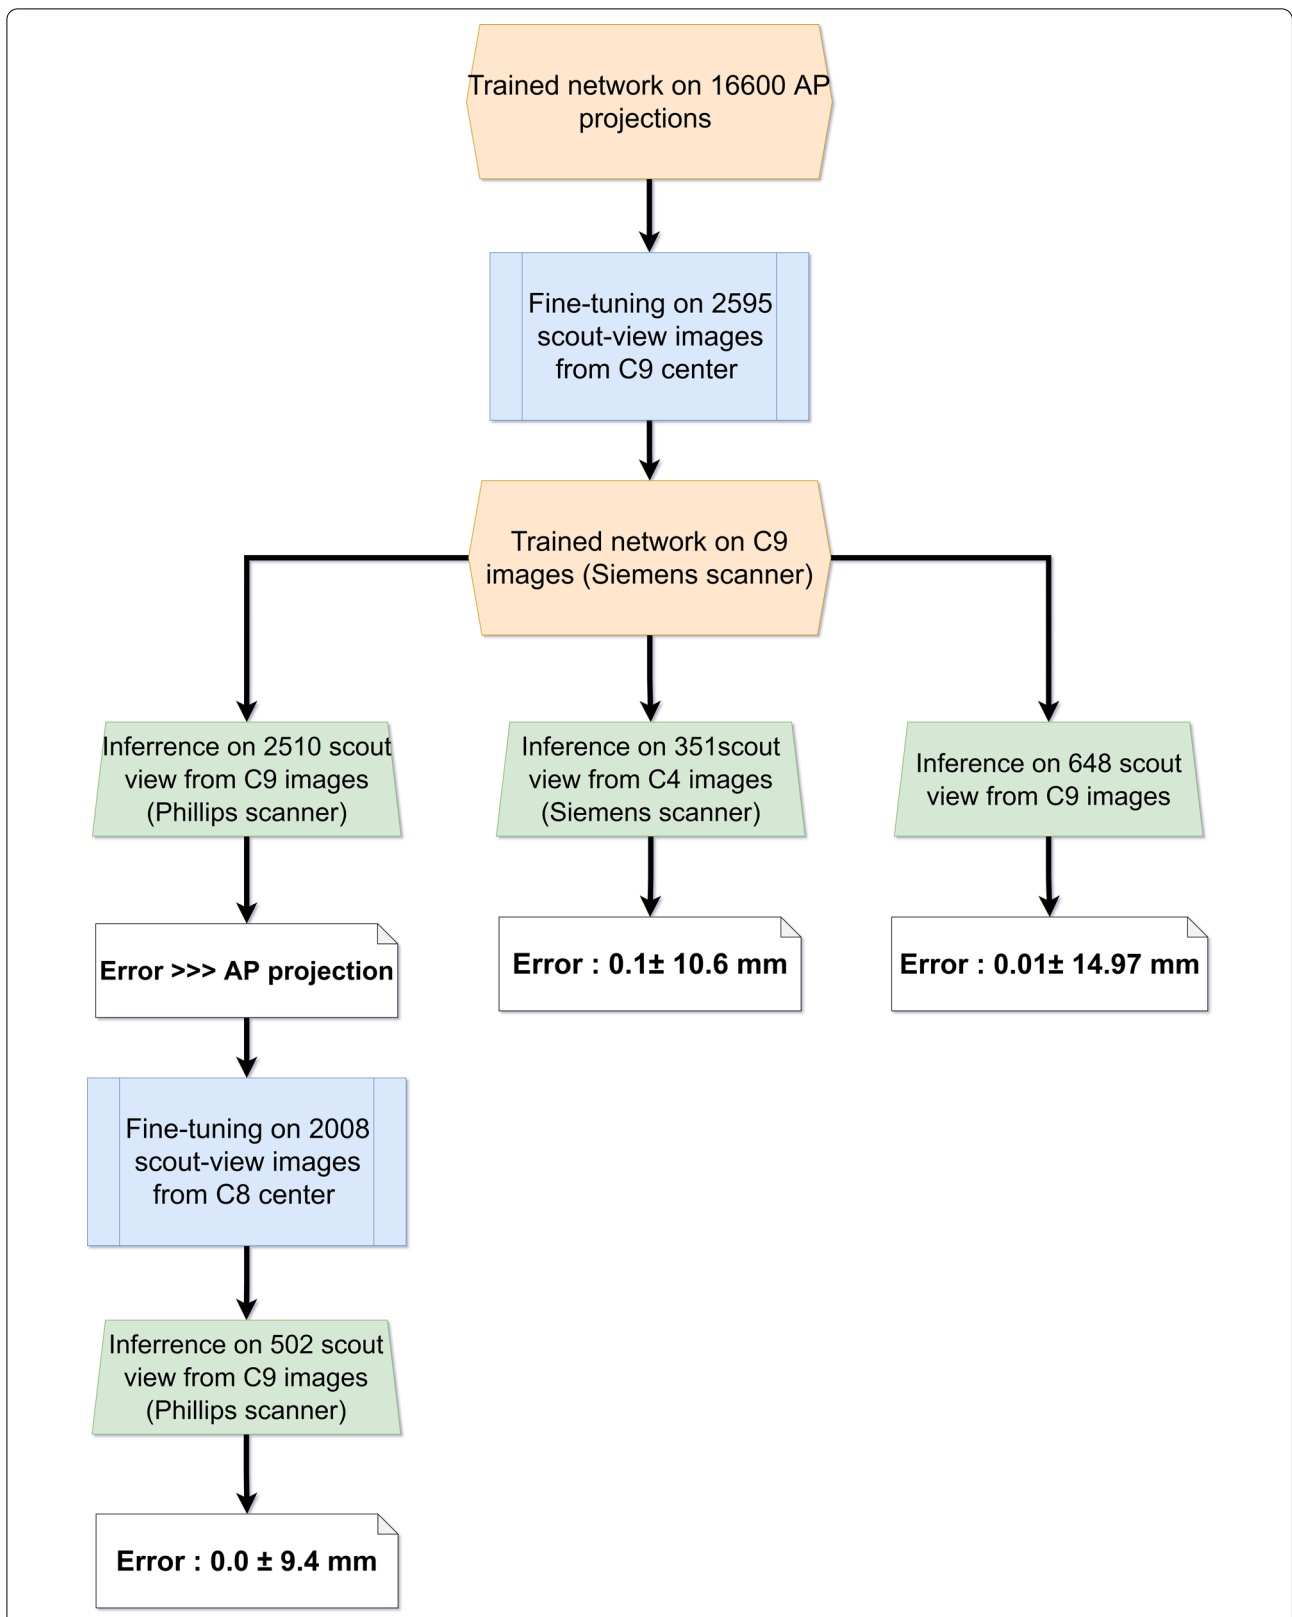 Trained network on 16600 AP
projections
Fine-tuning on 2595
scout-view images
from C9 center
Trained network on C9
images (Siemens scanner)
Inferrence on 2510 scout
view from C9 images
(Phillips scanner)
Inference on 351scout
view from C4 images
(Siemens scanner)
Inference on 648 scout
view from C9 images
Error >>> AP projection
Error : 0.1± 10.6 mm
Error : 0.01± 14.97 mm
Fine-tuning on 2008
scout-view images
from C8 center
Inferrence on 502 scout
view from C9 images
(Phillips scanner)
Error : 0.0 ± 9.4 mm